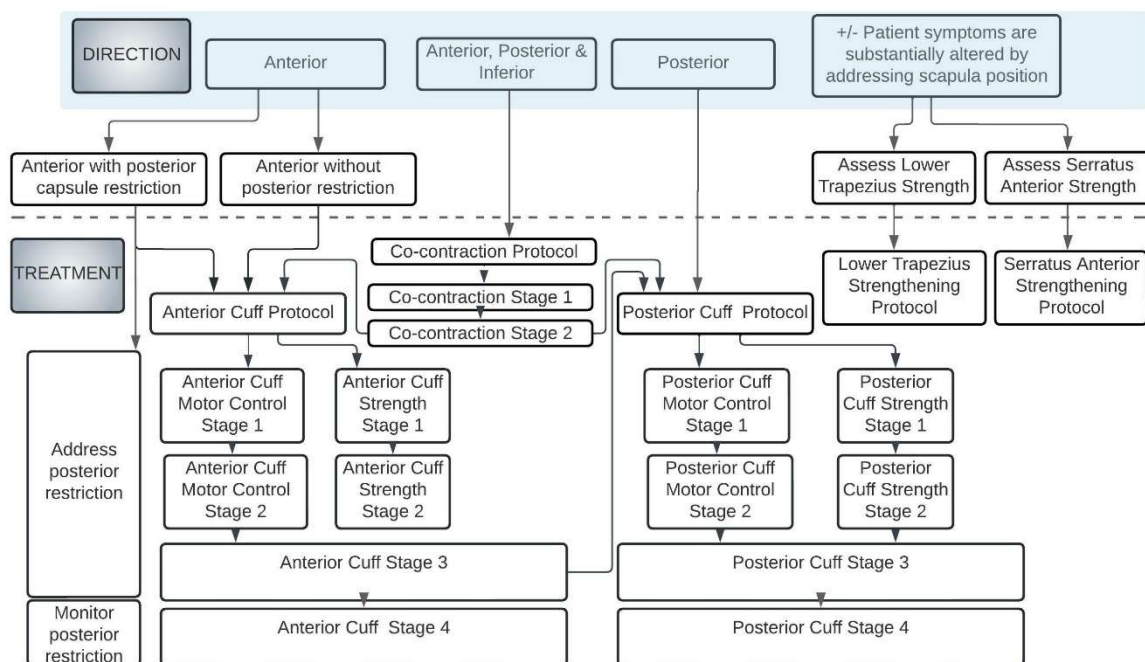 DIRECTION
Anterior
Anterior, Posterior &
Inferior
Posterior
+/- Patient symptoms are
substantially altered by
addressing scapula position
Anterior with posterior
capsule restriction
Anterior without
posterior restriction
Assess Lower
Trapezius Strength
Assess Serratus
Anterior Strength
TREATMENT
Co-contraction Protocol
Co-contraction Stage 1
Co-contraction Stage 2
Anterior Cuff Protocol
Posterior Cuff Protocol
Lower Trapezius
Strengthening
Protocol
Serratus Anterior
Strengthening
Protocol
Address
posterior
restriction
Anterior Cuff
Motor Control
Stage 1
Anterior Cuff
Strength
Stage 1
Posterior Cuff
Motor Control
Stage 1
Posterior
Cuff Strength
Stage 1
Anterior Cuff
Motor Control
Stage 2
Anterior Cuff
Strength
Stage 2
Posterior Cuff
Motor Control
Stage 2
Posterior
Cuff Strength
Stage 2
Anterior Cuff Stage 3
Posterior Cuff Stage 3
Monitor
posterior
restriction
Anterior Cuff Stage 4
Posterior Cuff Stage 4